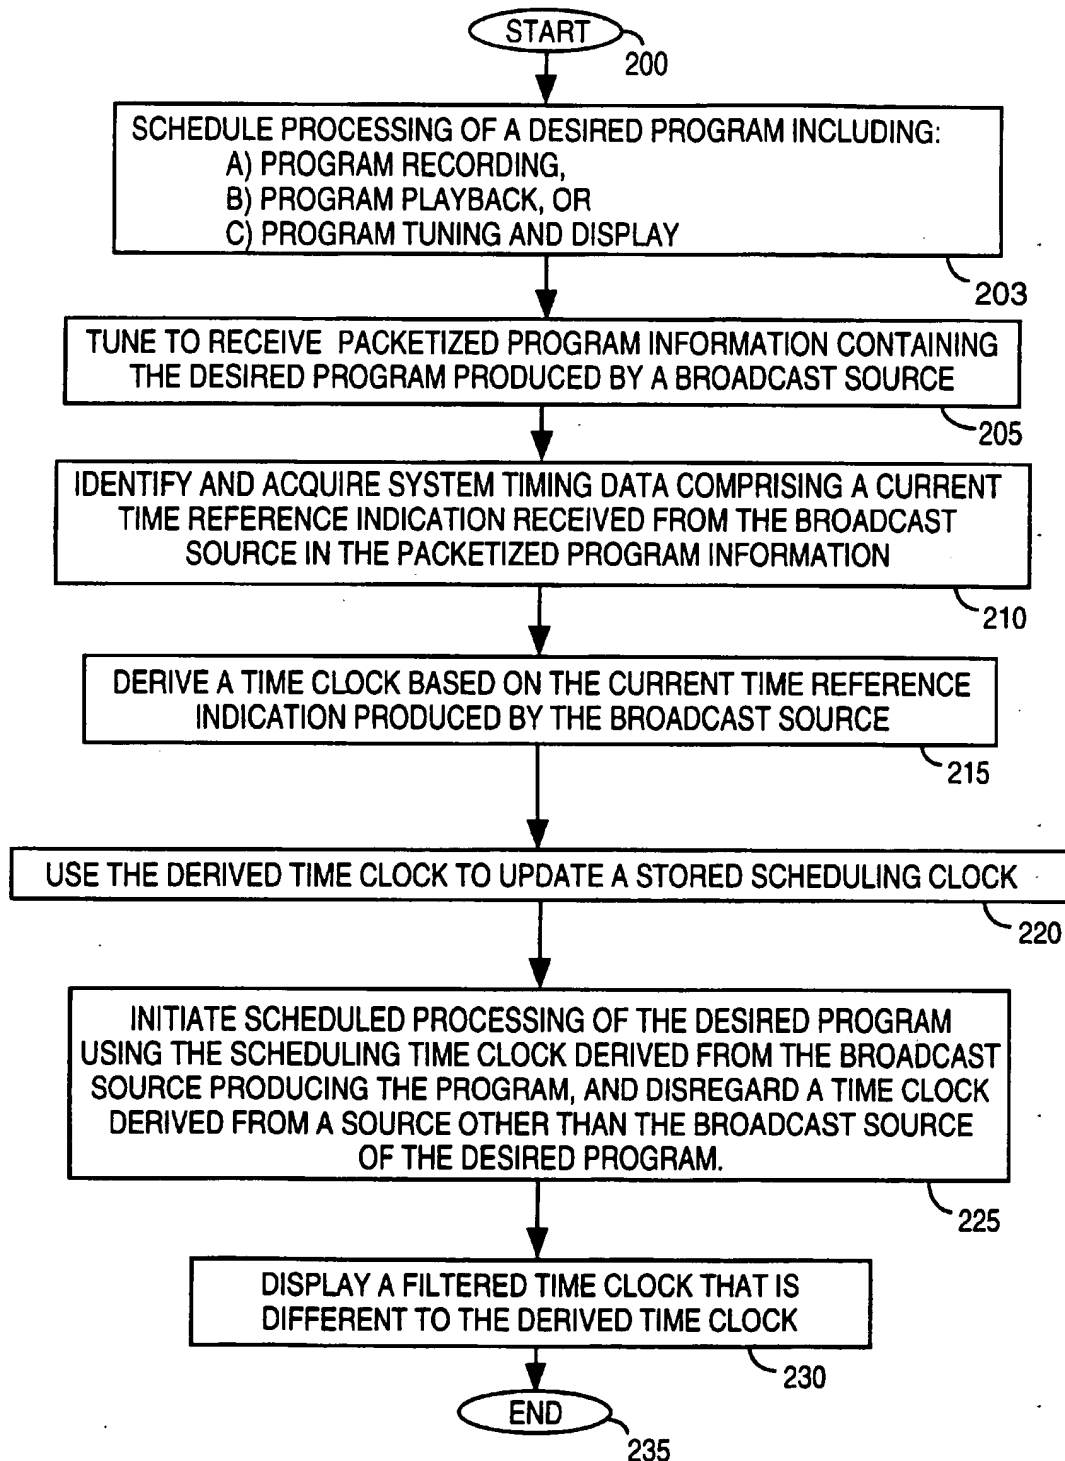 START
200
SCHEDULE PROCESSING OF A DESIRED PROGRAM INCLUDING:
A) PROGRAM RECORDING,
B) PROGRAM PLAYBACK, OR
C) PROGRAM TUNING AND DISPLAY
203
TUNE TO RECEIVE PACKETIZED PROGRAM INFORMATION CONTAINING
THE DESIRED PROGRAM PRODUCED BY A BROADCAST SOURCE
205
IDENTIFY AND ACQUIRE SYSTEM TIMING DATA COMPRISING A CURRENT
TIME REFERENCE INDICATION RECEIVED FROM THE BROADCAST
SOURCE IN THE PACKETIZED PROGRAM INFORMATION
210
DERIVE A TIME CLOCK BASED ON THE CURRENT TIME REFERENCE
INDICATION PRODUCED BY THE BROADCAST SOURCE
215
USE THE DERIVED TIME CLOCK TO UPDATE A STORED SCHEDULING CLOCK
220
INITIATE SCHEDULED PROCESSING OF THE DESIRED PROGRAM
USING THE SCHEDULING TIME CLOCK DERIVED FROM THE BROADCAST
SOURCE PRODUCING THE PROGRAM, AND DISREGARD A TIME CLOCK
DERIVED FROM A SOURCE OTHER THAN THE BROADCAST SOURCE
OF THE DESIRED PROGRAM.
225
DISPLAY A FILTERED TIME CLOCK THAT IS
DIFFERENT TO THE DERIVED TIME CLOCK
230
END
235